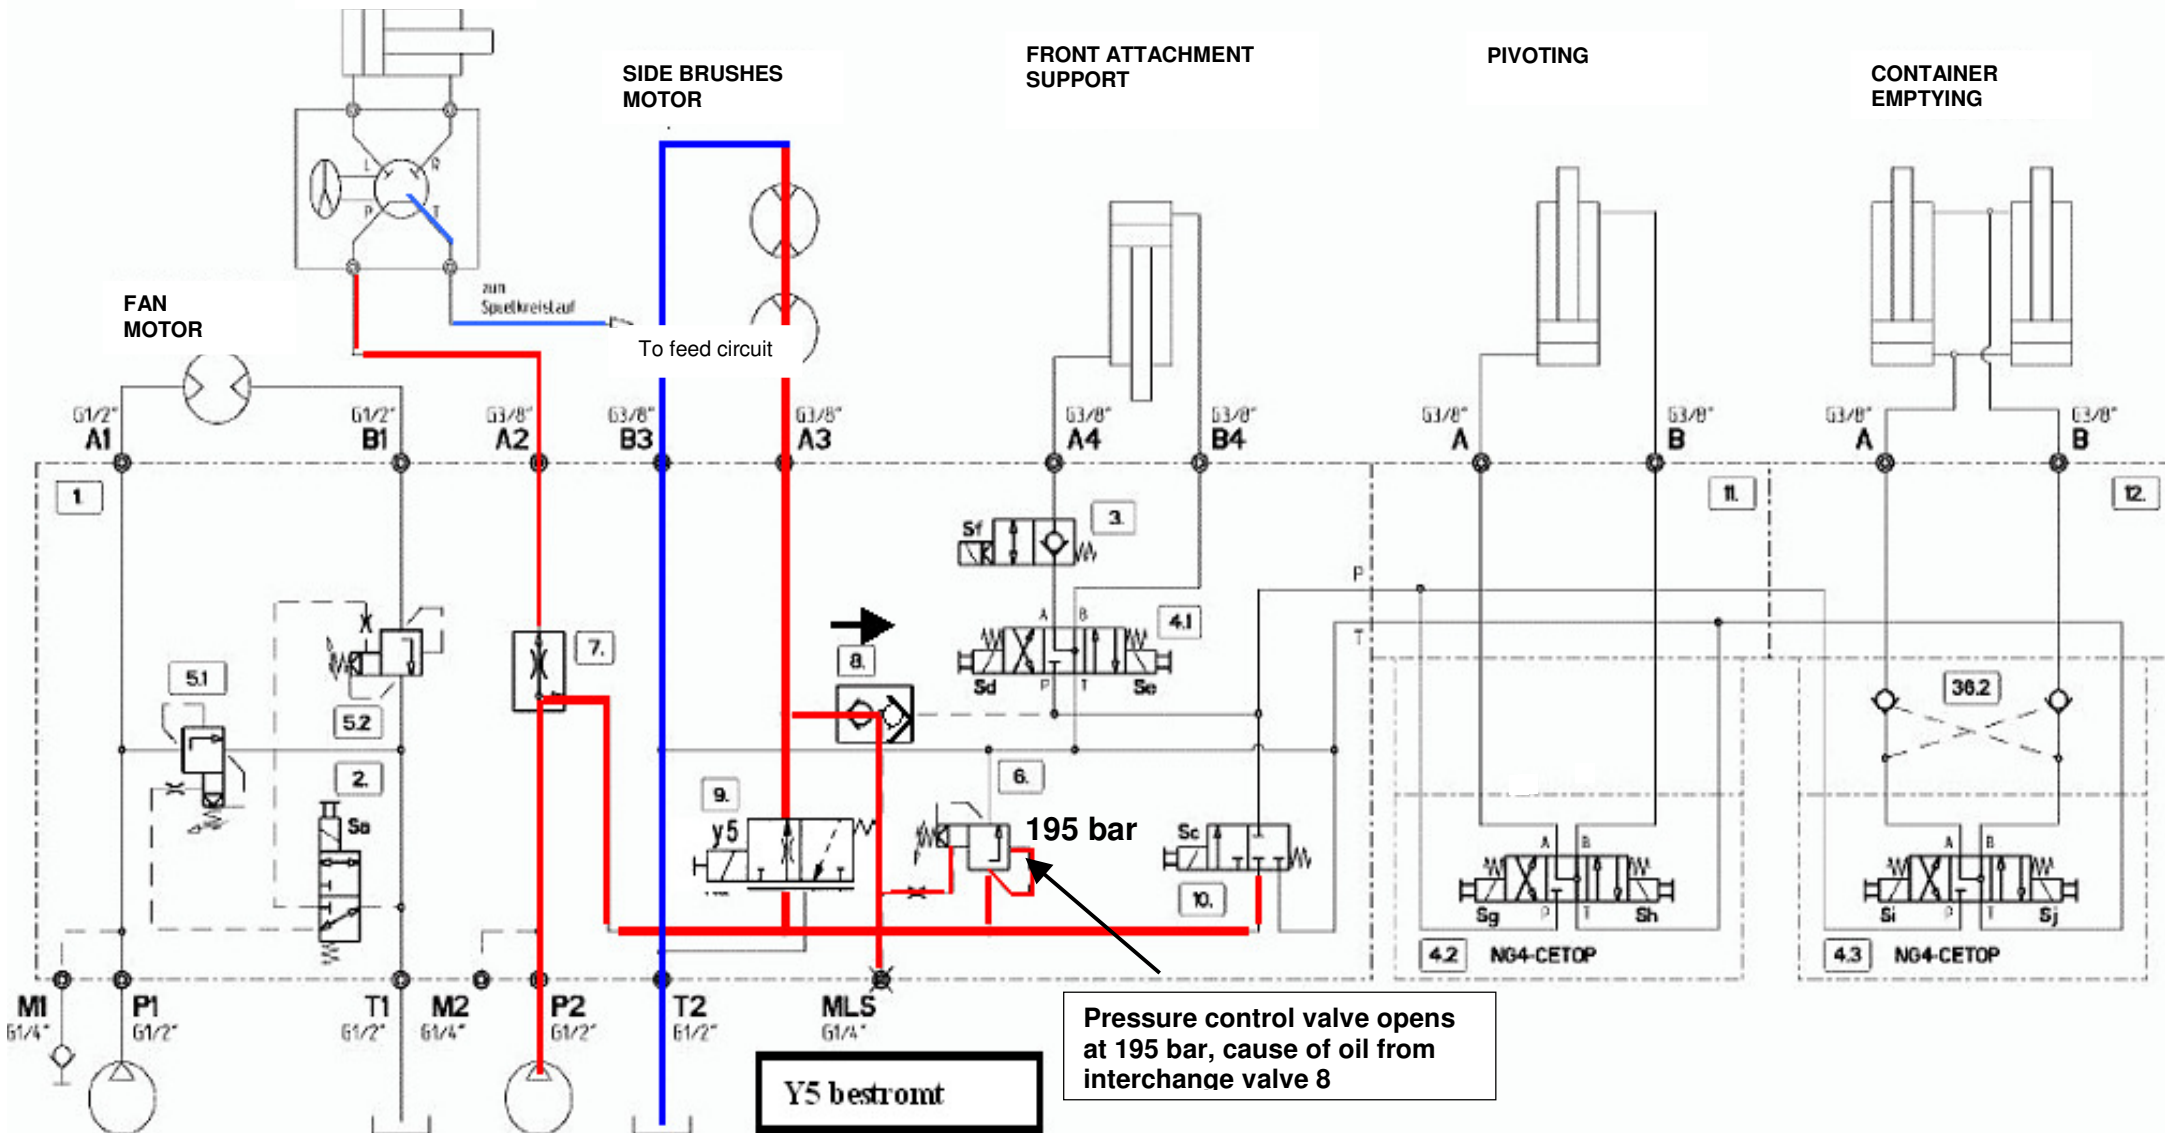 FRONT ATTACHMENT
SUPPORT
PIVOTING
SIDE BRUSHES
MOTOR
CONTAINER
EMPTYING
L
R
P
T
zum
Spuelkreislauf
FAN
MOTOR
To feed circuit
G1/2"
G1/2"
G3/8"
G3/8"
G3/8"
G3/8"
G3/8"
G3/8"
G3/8"
G3/8"
A1
B1
A2
B3
A3
A4
B4
A
B
A
B
1.
11.
12.
Sf
3.
P
T
A
B
4.1
7.
8.
5.1
5.2
Sd
P
T
Se
36.2
2.
6.
9.
Sa
y5
195 bar
Sc
10.
A
B
A
B
Sg
P
T
Sh
Si
P
T
Sj
4.2
NG4-CETOP
4.3
NG4-CETOP
M1
P1
T1
M2
P2
T2
MLS
G1/4"
G1/2"
G1/2"
G1/4"
G1/2"
G1/2"
G1/4"
Pressure control valve opens
at 195 bar, cause of oil from
interchange valve 8
Y5 bestromt